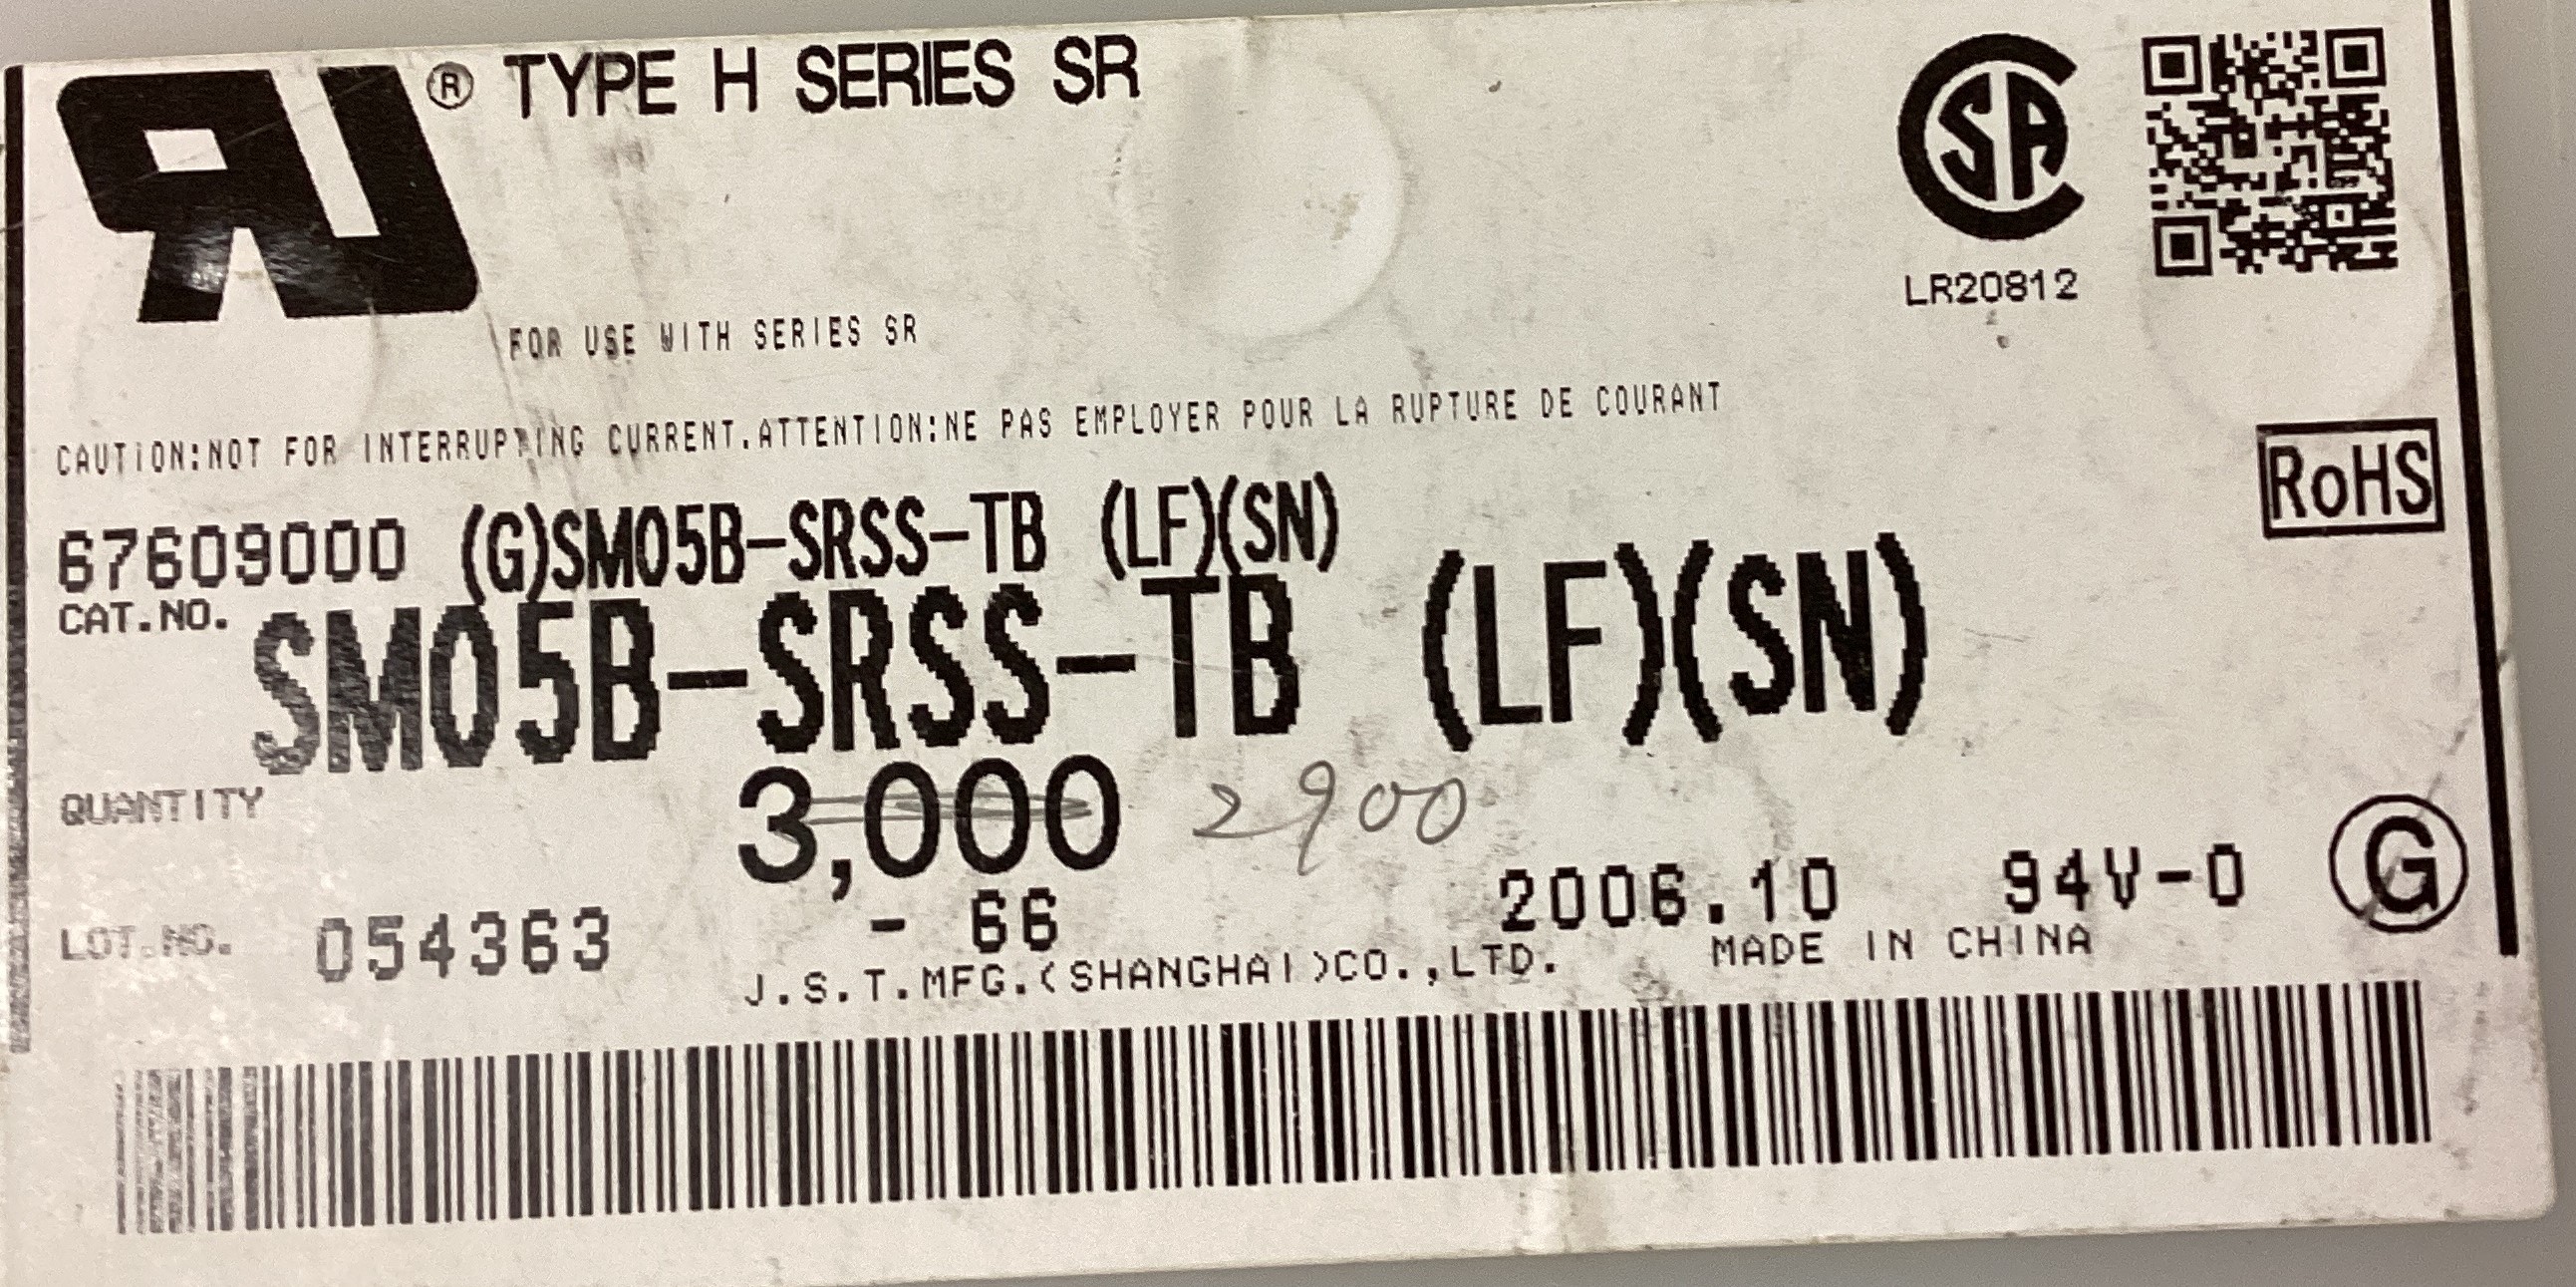 RU® TYPE H SERIES SR
CSA
LR20812
FOR USE WITH SERIES SR
CAUTION:NOT FOR INTERRUPTING CURRENT.ATTENTION:NE PAS EMPLOYER POUR LA RUPTURE DE COURANT
RoHS
67609000 (G)SM05B-SRSS-TB (LF)(SN)
CAT.NO.
SM05B-SRSS-TB (LF)(SN)
QUANTITY 3,000 2900
LOT.NO. 054363 - 66 2006.10 94V-0 G
J.S.T.MFG.(SHANGHAI)CO.,LTD. MADE IN CHINA